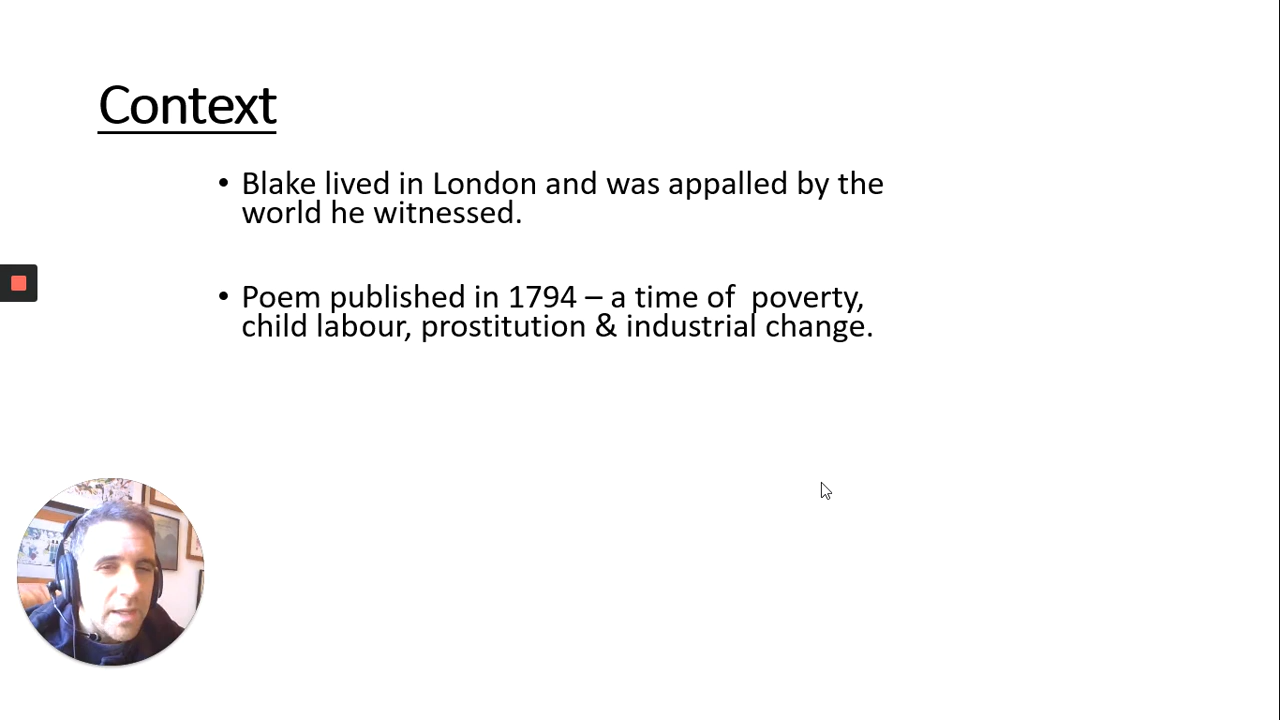 Context
• Blake lived in London and was appalled by the
world he witnessed.
• Poem published in 1794 – a time of  poverty,
child labour, prostitution & industrial change.